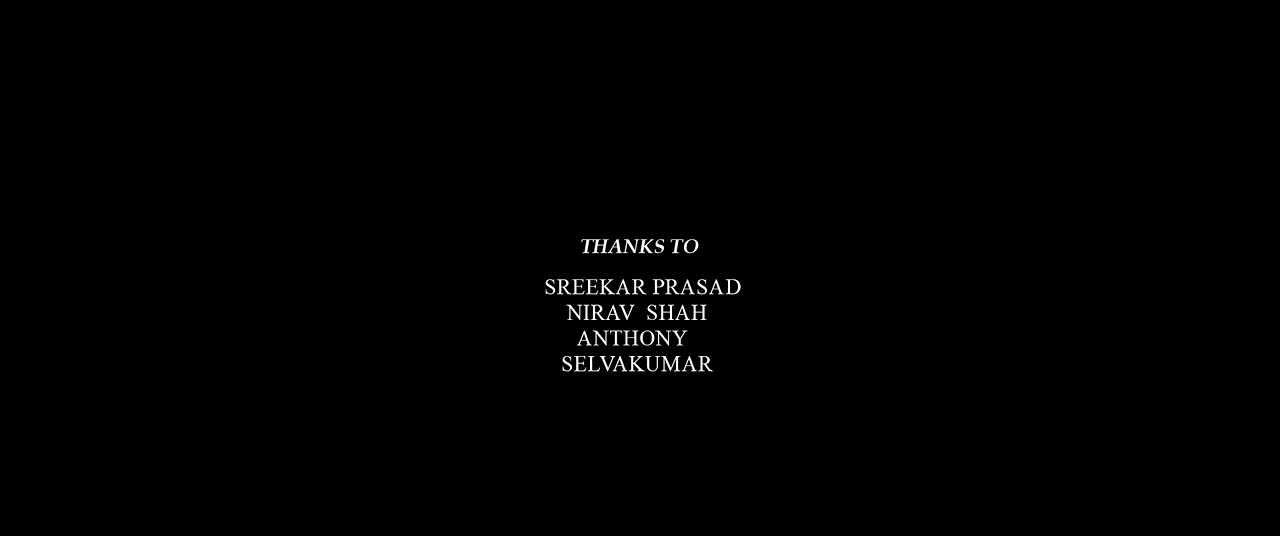 THANKS TO
SREEKAR PRASAD
NIRAV SHAH
ANTHONY
SELVAKUMAR